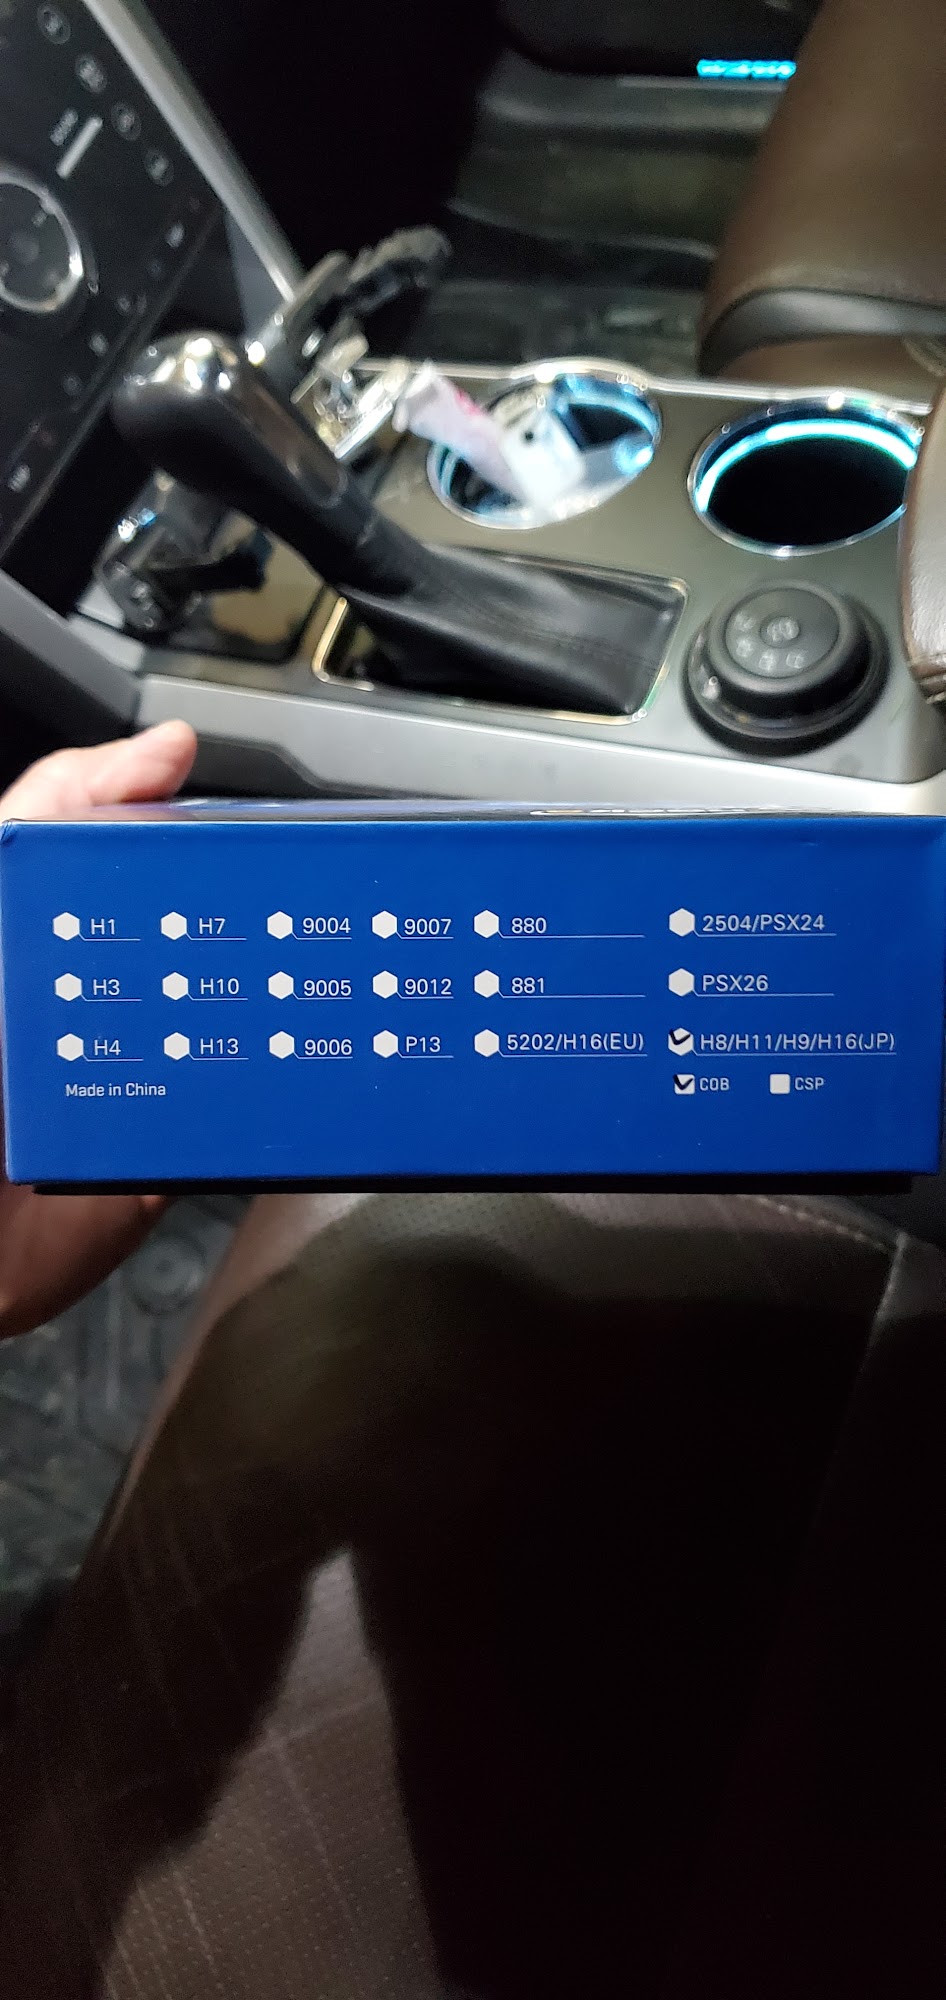 H1 H7 9004 9007 880 2504/PSX24
H3 H10 9005 9012 881 PSX26
H4 H13 9006 P13 5202/H16(EU) H8/H11/H9/H16(JP)
Made in China COB CSP